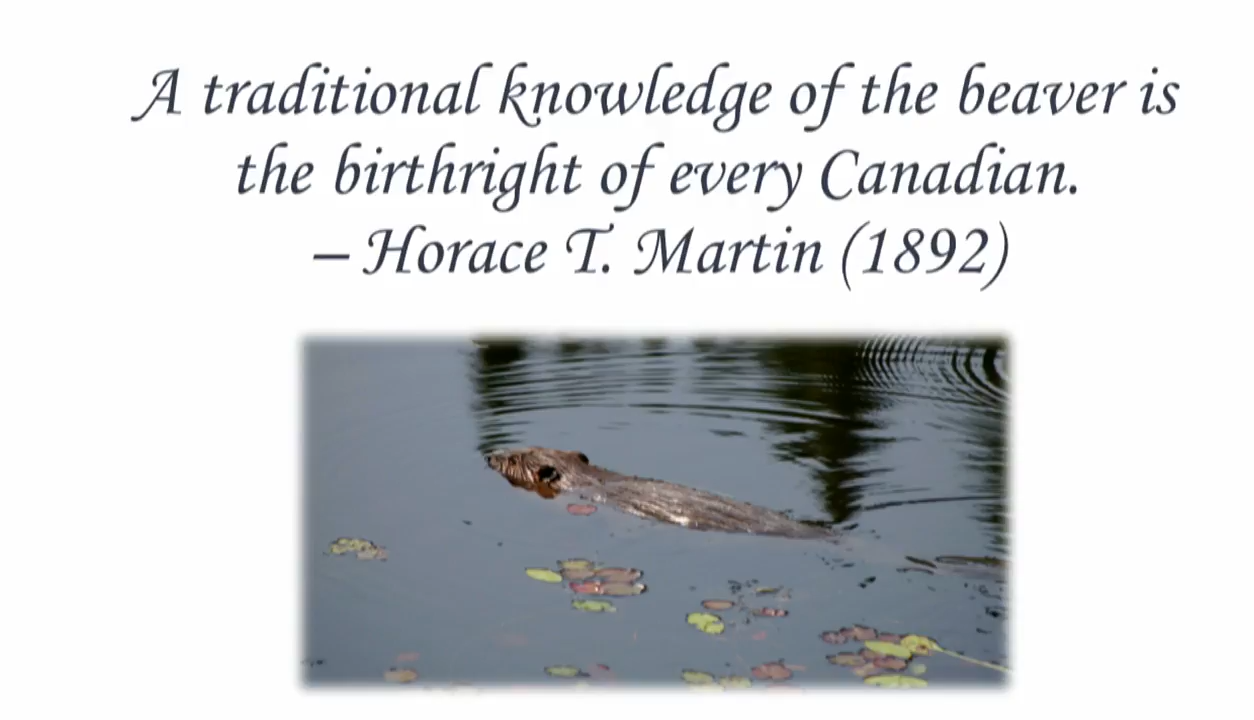 A traditional knowledge of the beaver is
the birthright of every Canadian.
– Horace T. Martin (1892)